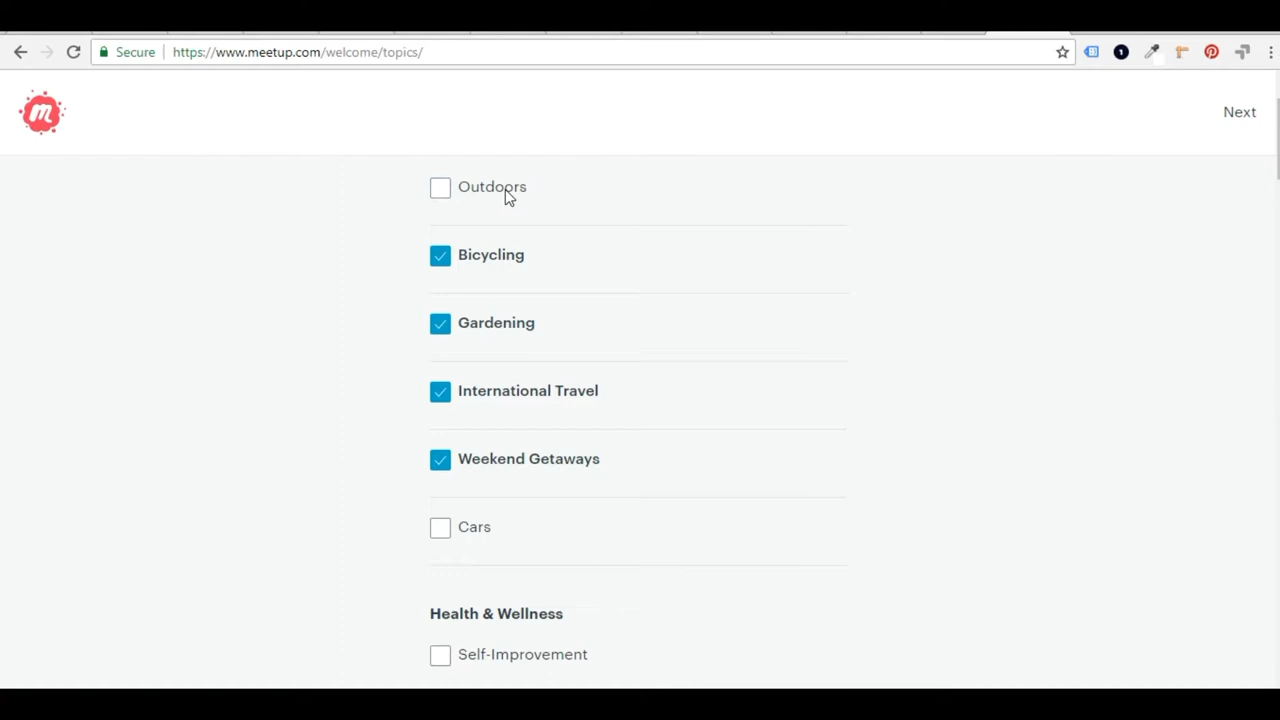 Secure https://www.meetup.com/welcome/topics/
Next
Outdoors
Bicycling
Gardening
International Travel
Weekend Getaways
Cars
Health & Wellness
Self-Improvement